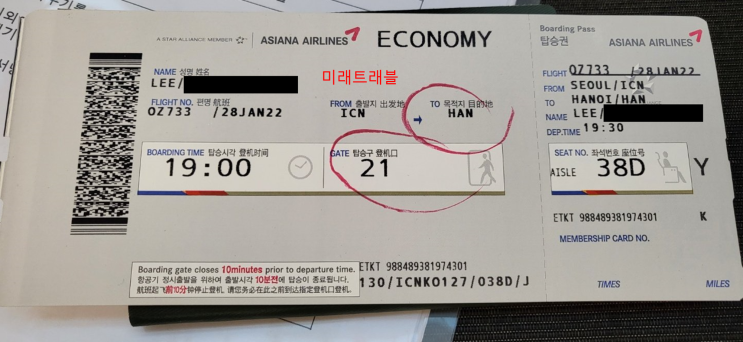 A STAR ALLIANCE MEMBER
ASIANA AIRLINES
ECONOMY
NAME 성명 姓名
미래트래블
LEE/
FLIGHT NO. 편명 航班
FROM 출발지 出发地
TO 목적지 目的地
OZ733 /28JAN22
ICN
HAN
BOARDING TIME 탑승시각 登机时间
GATE 탑승구 登机口
19:00
21
Boarding gate closes 10minutes prior to departure time.
항공기 정시출발을 위하여 출발시각 10분전에 탑승이 종료됩니다.
航班起飞前10分钟停止登机, 请您务必在此之前到达指定登机口登机.
ETKT 988489381974301
130/ICNKO127/038D/J
Boarding Pass
탑승권
ASIANA AIRLINES
FLIGHT OZ733 /28JAN22
FROM SEOUL/ICN
TO HANOI/HAN
NAME LEE/
DEP.TIME 19:30
SEAT NO. 좌석번호 座位号
AISLE 38D Y
ETKT 988489381974301 K
MEMBERSHIP CARD NO.
TIMES MILES